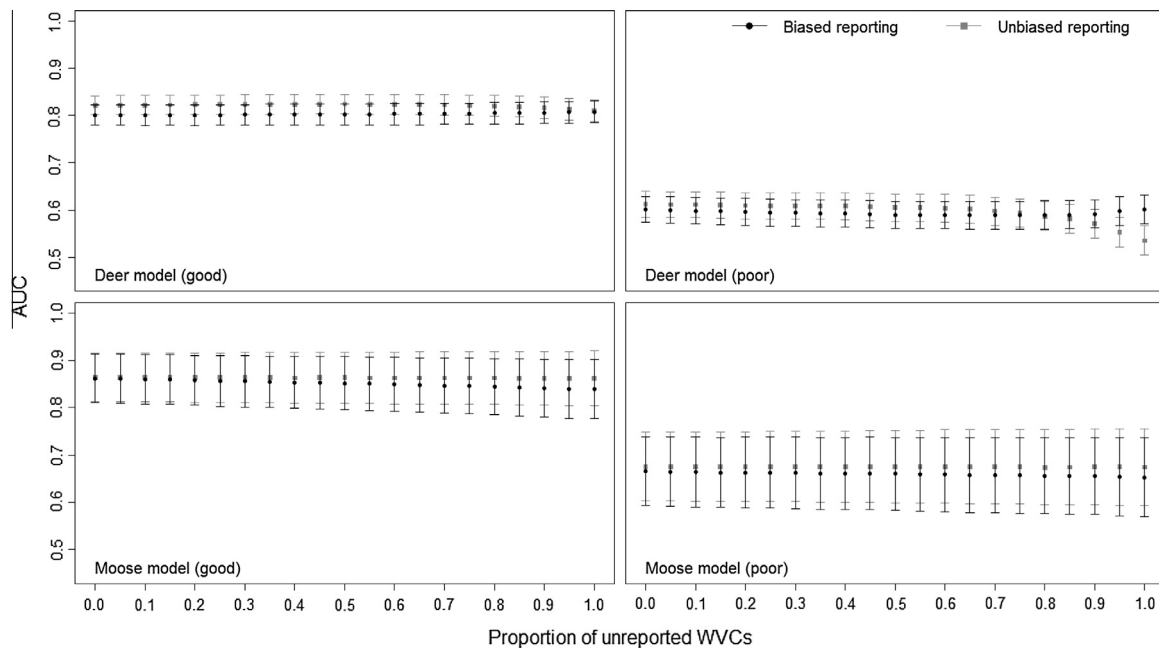 Biased reporting
Unbiased reporting
1.0
0.9
0.8
0.7
0.6
0.5
Deer model (good)
Deer model (poor)
AUC
1.0
0.9
0.8
0.7
0.6
0.5
Moose model (good)
Moose model (poor)
0.0 0.1 0.2 0.3 0.4 0.5 0.6 0.7 0.8 0.9 1.0
0.0 0.1 0.2 0.3 0.4 0.5 0.6 0.7 0.8 0.9 1.0
Proportion of unreported WVCs